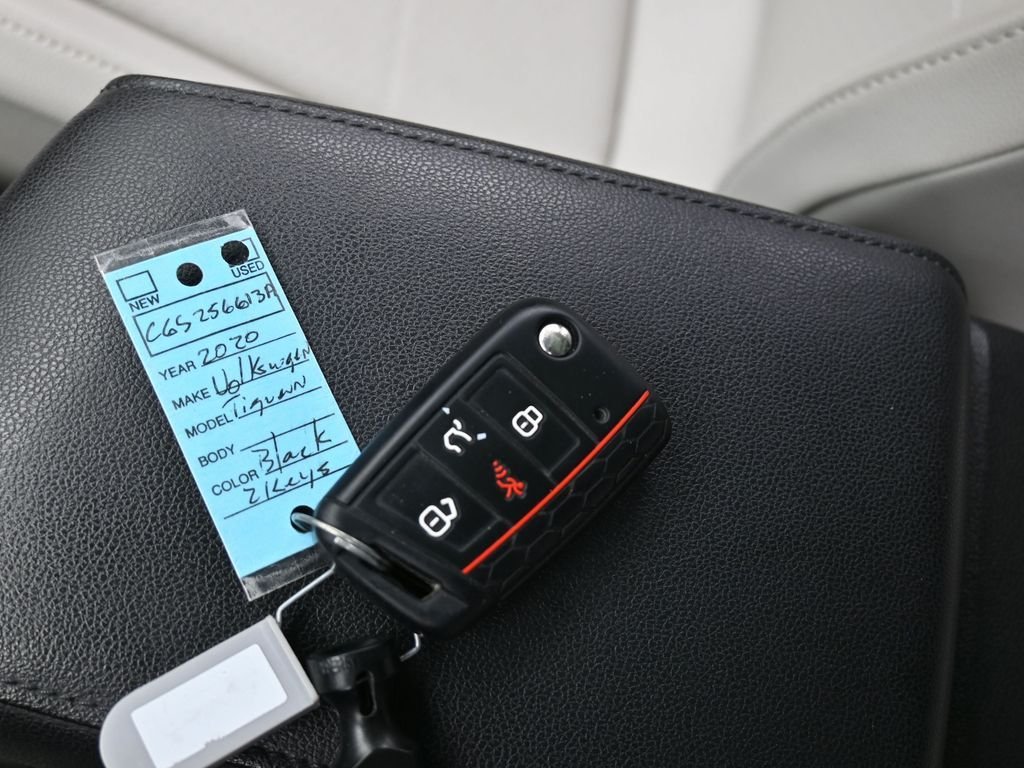 NEW USED
C6S256613A
YEAR 2020
MAKE Volkswagen
MODEL Tiguan
BODY
COLOR Black
2 Keys